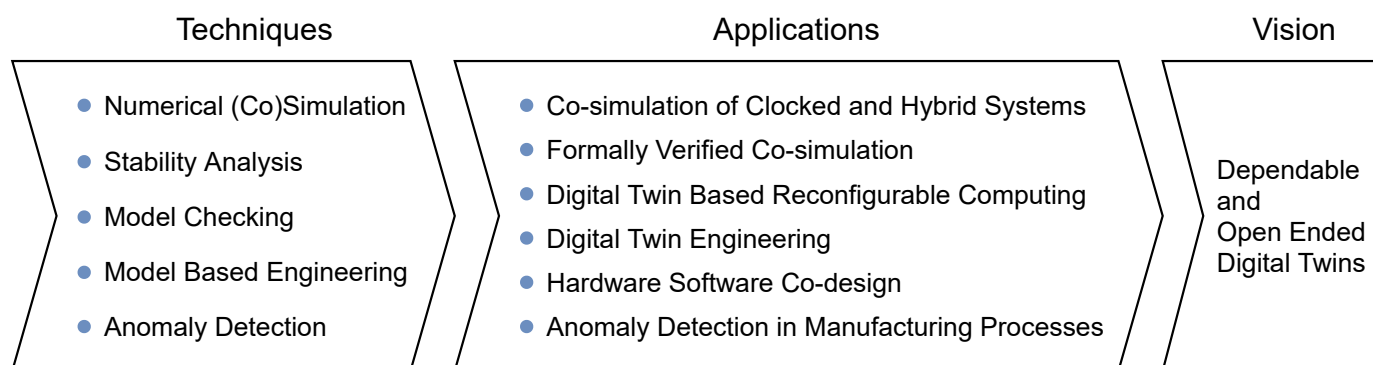 Techniques
Numerical (Co)Simulation
Stability Analysis
Model Checking
Model Based Engineering
Anomaly Detection
Applications
Co-simulation of Clocked and Hybrid Systems
Formally Verified Co-simulation
Digital Twin Based Reconfigurable Computing
Digital Twin Engineering
Hardware Software Co-design
Anomaly Detection in Manufacturing Processes
Vision
Dependable
and
Open Ended
Digital Twins